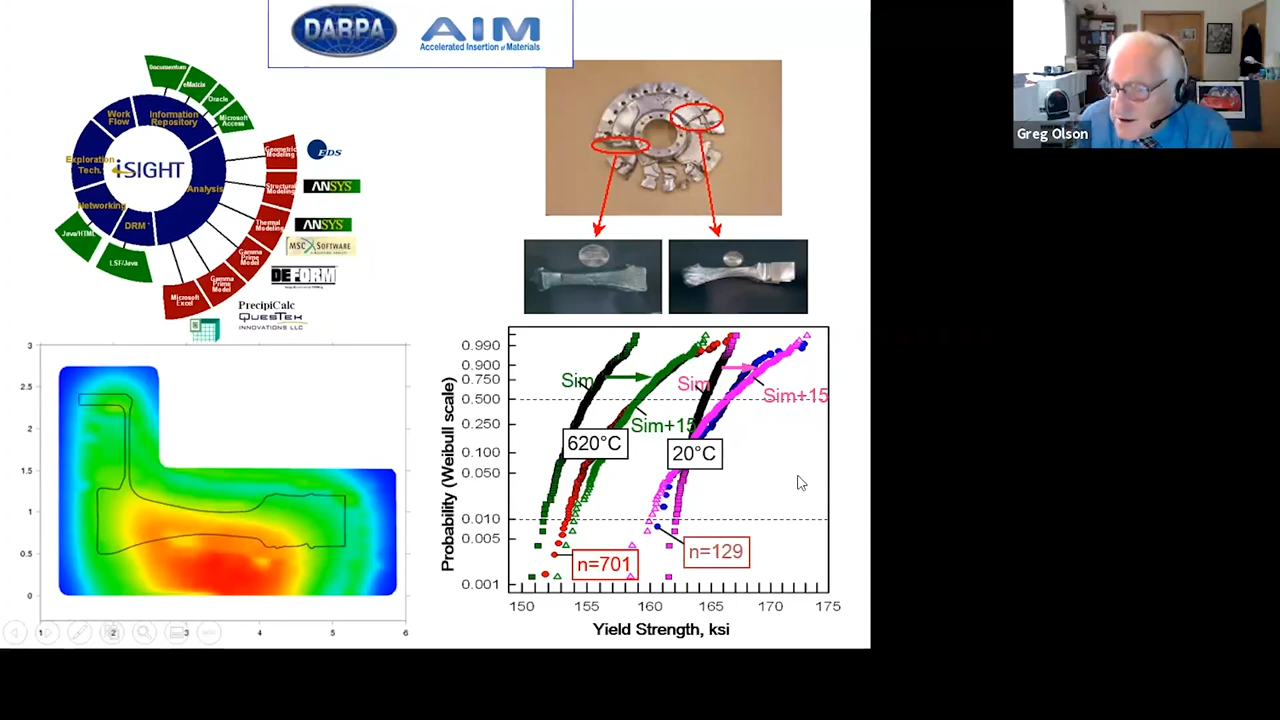 DARPA
AIM
Accelerated Insertion of Materials
Documentum
eMatrix
Oracle
Microsoft
Access
Work
Flow
Information
Repository
Exploration
Tech.
iSIGHT
Analysis
Networking
DRM
Java/HTML
LSF/Java
Geometric
Modeling
Structural
Modeling
Thermal
Modeling
Gamma
Prime
Model
Gamma
Prime
Model
Microsoft
Excel
EDS
ANSYS
ANSYS
MSC SOFTWARE
DEFORM
PrecipiCalc
QUESTEK
INNOVATIONS LLC
Greg Olson
3
2.5
2
1.5
1
0.5
0
1
2
3
4
5
6
Probability (Weibull scale)
0.990
0.900
0.750
0.500
0.250
0.100
0.050
0.010
0.005
0.001
Sim
Sim+15
620°C
n=701
Sim
Sim+15
20°C
n=129
150
155
160
165
170
175
Yield Strength, ksi